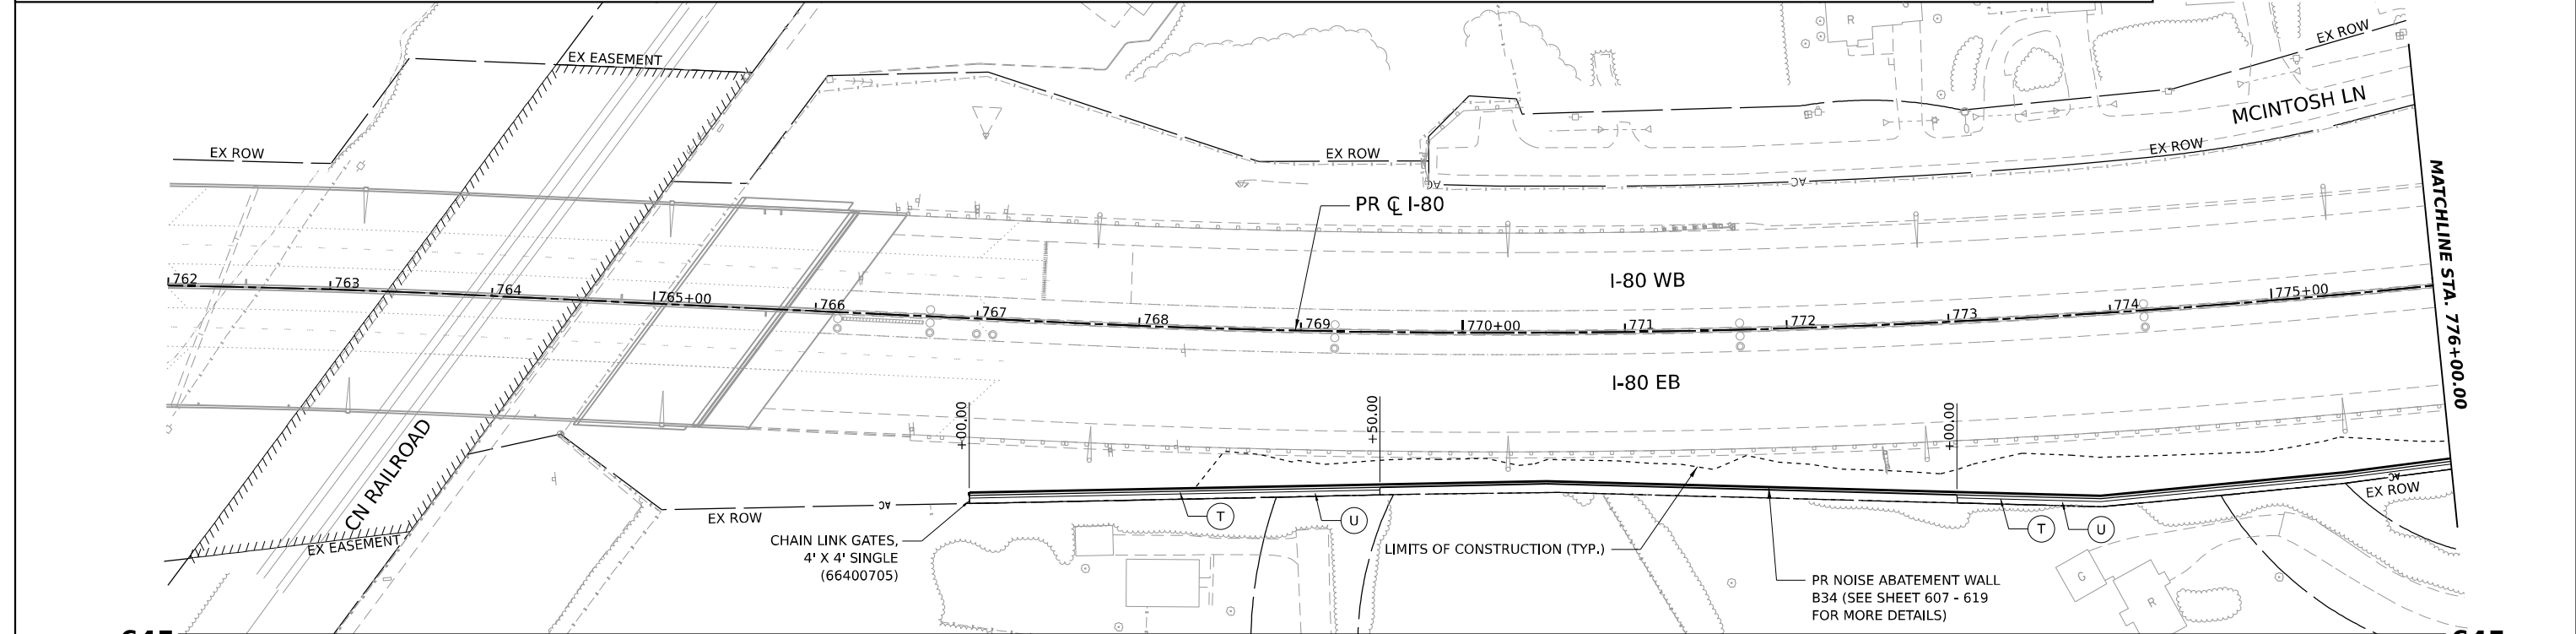 EX EASEMENT
EX ROW
MCINTOSH LN
EX ROW
EX ROW
EX ROW
R
AC
AC
PR ℄ I-80
MATCHLINE STA. 776+00.00
I-80 WB
762
763
764
765+00
766
767
768
769
770+00
771
772
773
774
775+00
I-80 EB
+00.00
+50.00
+00.00
CN RAILROAD
EX EASEMENT
AC
EX ROW
T
U
T
U
AC
EX ROW
CHAIN LINK GATES,
4' X 4' SINGLE
(66400705)
LIMITS OF CONSTRUCTION (TYP.)
PR NOISE ABATEMENT WALL
B34 (SEE SHEET 607 - 619
FOR MORE DETAILS)
G
R